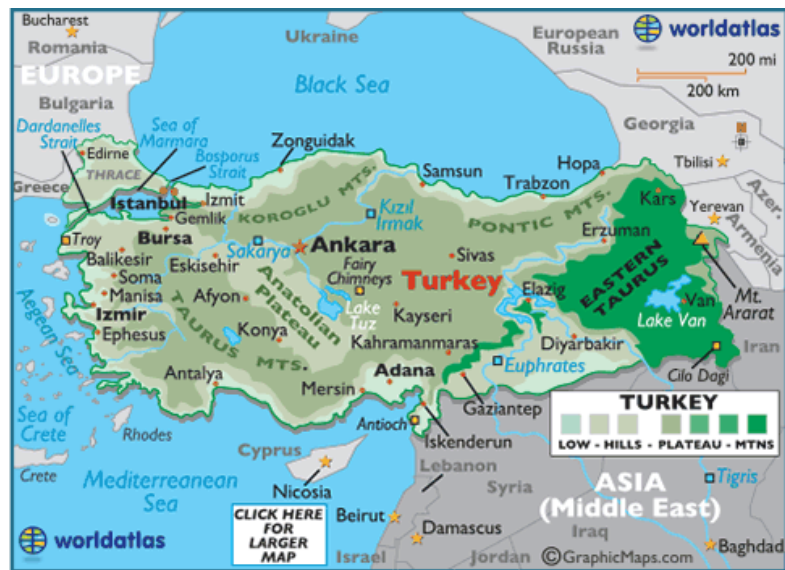 Bucharest
Romania
EUROPE
Bulgaria
Ukraine
Black Sea
European
Russia
worldatlas
200 mi
200 km
Georgia
Tbilisi
Azer.
Yerevan
Armenia
Dardanelles
Strait
Sea of
Marmara
Bosporus
Strait
Edirne
THRACE
Greece
Istanbul
Izmit
Gemlik
Zonguidak
Samsun
Hopa
Trabzon
Kars
KOROGLU MTS.
PONTIC MTS.
Kızıl
Irmak
Troy
Bursa
Balikesir
Soma
Manisa
Izmir
Ephesus
Eskisehir
Sakarya
Ankara
Fairy
Chimneys
Sivas
Turkey
Erzuman
EASTERN
TAURUS
Mt.
Ararat
Afyon
Anatolian
Plateau
Lake
Tuz
Kayseri
Elazig
Van
Lake Van
Iran
TAURUS MTS.
Konya
Kahramanmaras
Diyarbakir
Cilo Dagi
Antalya
Mersin
Adana
Euphrates
Gaziantep
Antioch
Iskenderun
Aegean Sea
Sea of
Crete
Crete
Rhodes
Mediterranean
Sea
Cyprus
Nicosia
Lebanon
Beirut
Syria
Damascus
Israel
Jordan
Iraq
ASIA
(Middle East)
Tigris
Baghdad
TURKEY
LOW - HILLS - PLATEAU - MTNS
CLICK HERE
FOR
LARGER
MAP
worldatlas
©GraphicMaps.com